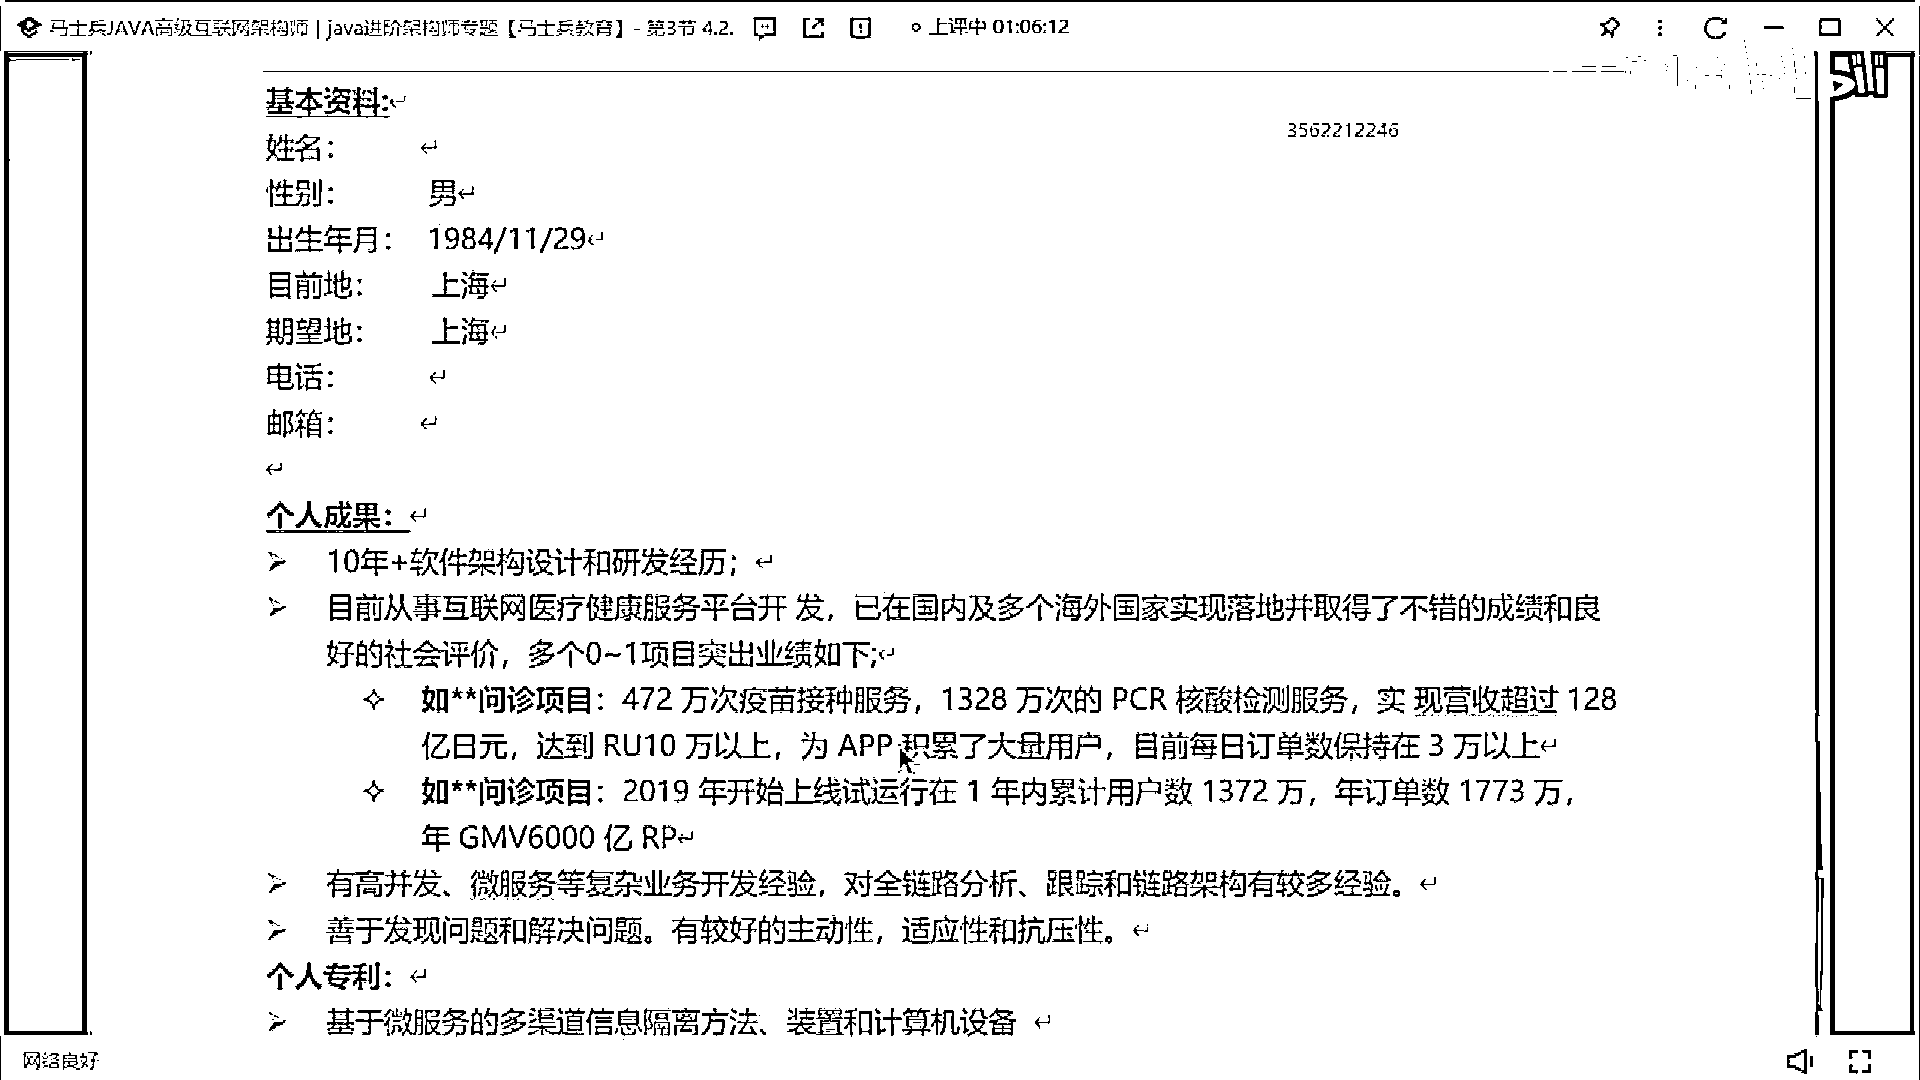 马士兵JAVA高级互联网架构师 | java进阶架构师专题【马士兵教育】- 第3节 4.2.
上课中 01:06:12
基本资料:
3562212246
姓名：
性别： 男
出生年月： 1984/11/29
目前地： 上海
期望地： 上海
电话：
邮箱：
个人成果：
10年+软件架构设计和研发经历；
目前从事互联网医疗健康服务平台开 发，已在国内及多个海外国家实现落地并取得了不错的成绩和良
好的社会评价，多个0~1项目突出业绩如下;
如**问诊项目：472 万次疫苗接种服务，1328 万次的 PCR 核酸检测服务，实 现营收超过 128
亿日元，达到 RU10 万以上，为 APP 积累了大量用户，目前每日订单数保持在 3 万以上
如**问诊项目：2019 年开始上线试运行在 1 年内累计用户数 1372 万，年订单数 1773 万，
年 GMV6000 亿 RP
有高并发、微服务等复杂业务开发经验，对全链路分析、跟踪和链路架构有较多经验。
善于发现问题和解决问题。有较好的主动性，适应性和抗压性。
个人专利：
基于微服务的多渠道信息隔离方法、装置和计算机设备
网络良好